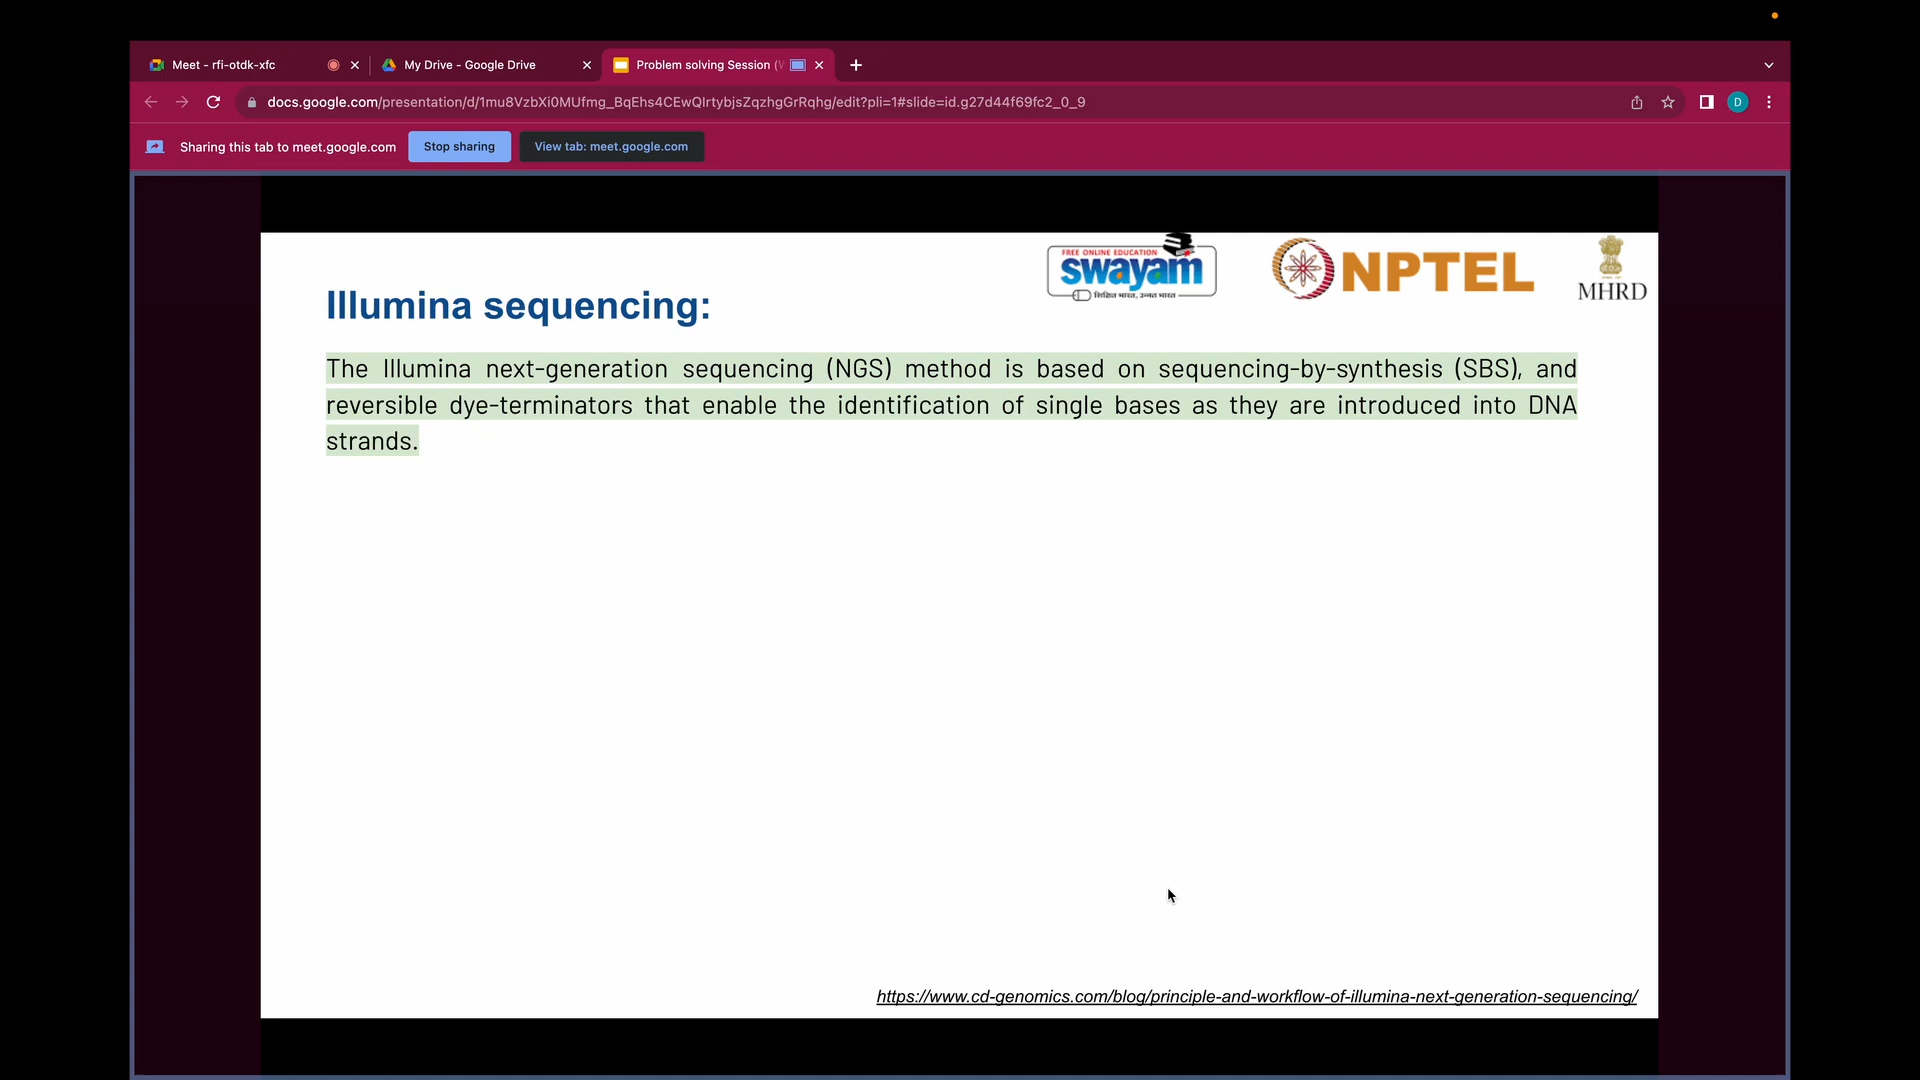 Meet - rfi-otdk-xfc
My Drive - Google Drive
Problem solving Session (
docs.google.com/presentation/d/1mu8VzbXi0MUfmg_BqEhs4CEwQIrtybjsZqzhgGrRqhg/edit?pli=1#slide=id.g27d44f69fc2_0_9
D
Sharing this tab to meet.google.com
Stop sharing
View tab: meet.google.com
FREE ONLINE EDUCATION
swayam
शिक्षित भारत, उन्नत भारत
NPTEL
MHRD
Illumina sequencing:
The Illumina next-generation sequencing (NGS) method is based on sequencing-by-synthesis (SBS), and
reversible dye-terminators that enable the identification of single bases as they are introduced into DNA
strands.
https://www.cd-genomics.com/blog/principle-and-workflow-of-illumina-next-generation-sequencing/